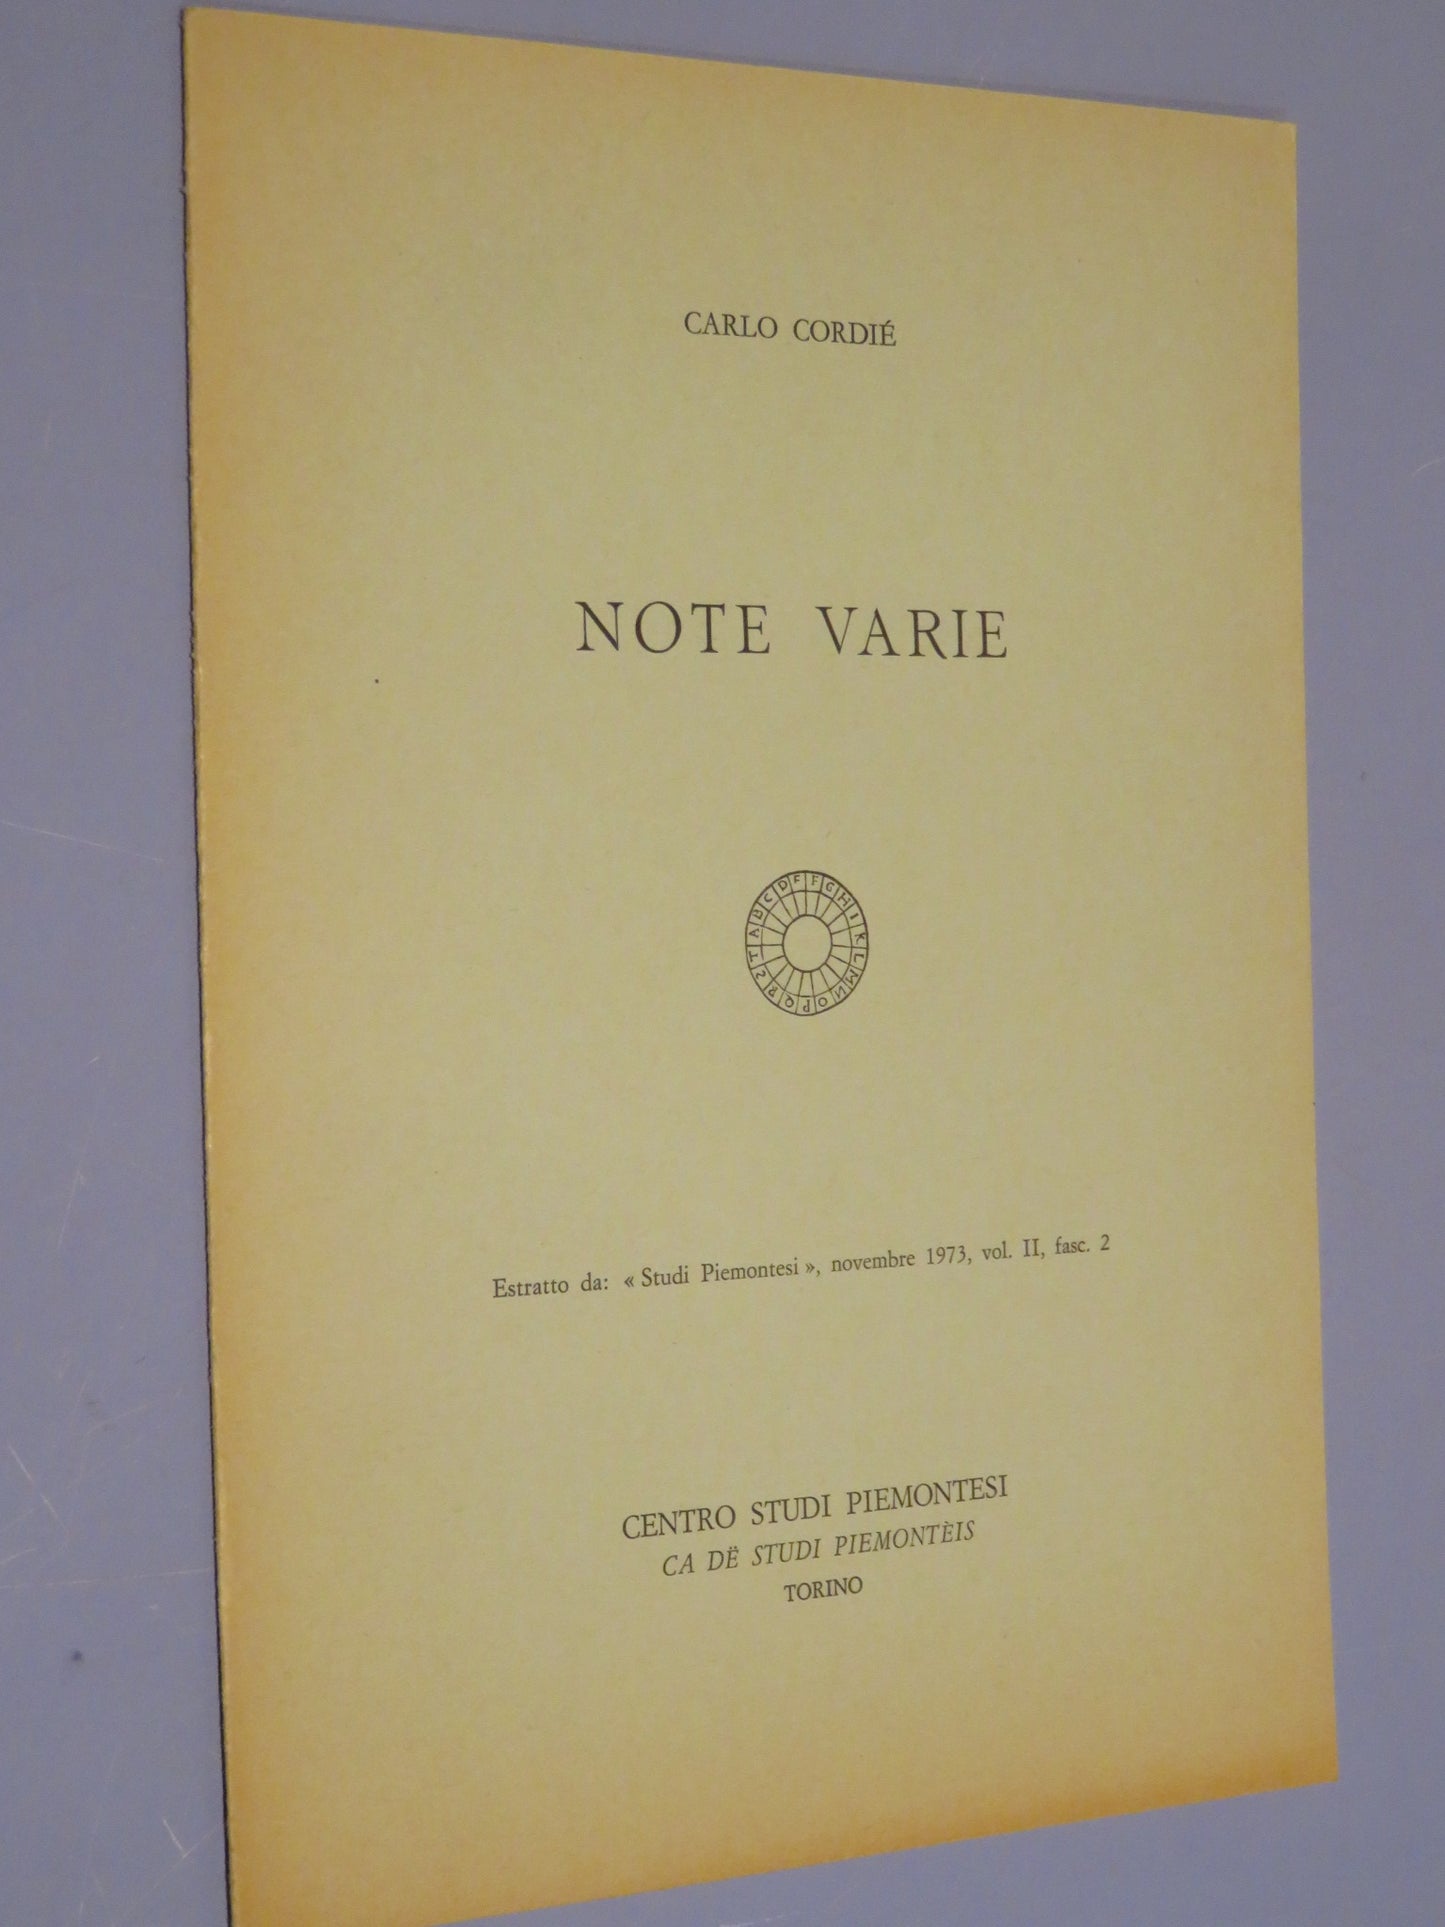 CARLO CORDIÉ
NOTE VARIE
A B C D E F G H I K L M N O P Q R S T
Estratto da: « Studi Piemontesi », novembre 1973, vol. II, fasc. 2
CENTRO STUDI PIEMONTESI
CA DË STUDI PIEMONTÈIS
TORINO